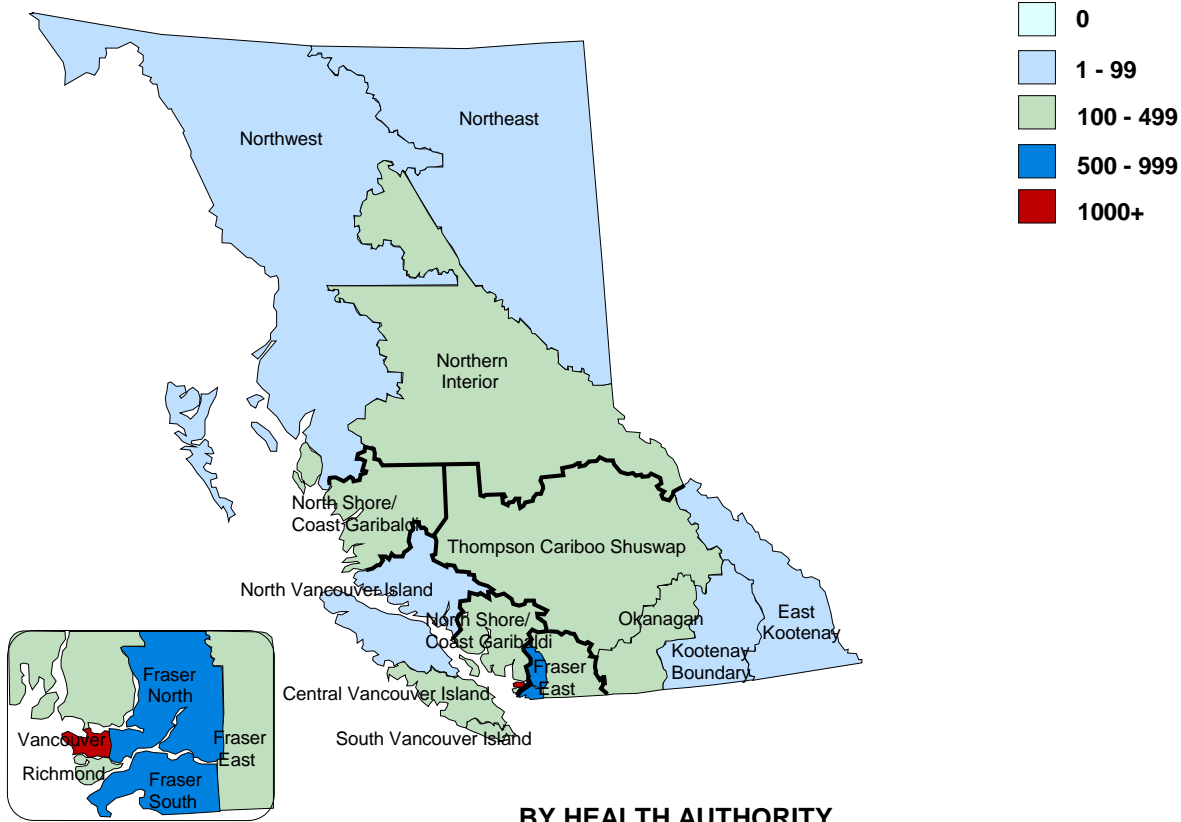 0
1 - 99
100 - 499
500 - 999
1000+
Northwest
Northeast
Northern
Interior
North Shore/
Coast Garibaldi
Thompson Cariboo Shuswap
North Vancouver Island
North Shore/
Coast Garibaldi
Okanagan
East
Kootenay
Kootenay
Boundary
Fraser
East
Central Vancouver Island
South Vancouver Island
Fraser
North
Vancouver
Fraser
East
Richmond
Fraser
South
BY HEALTH AUTHORITY